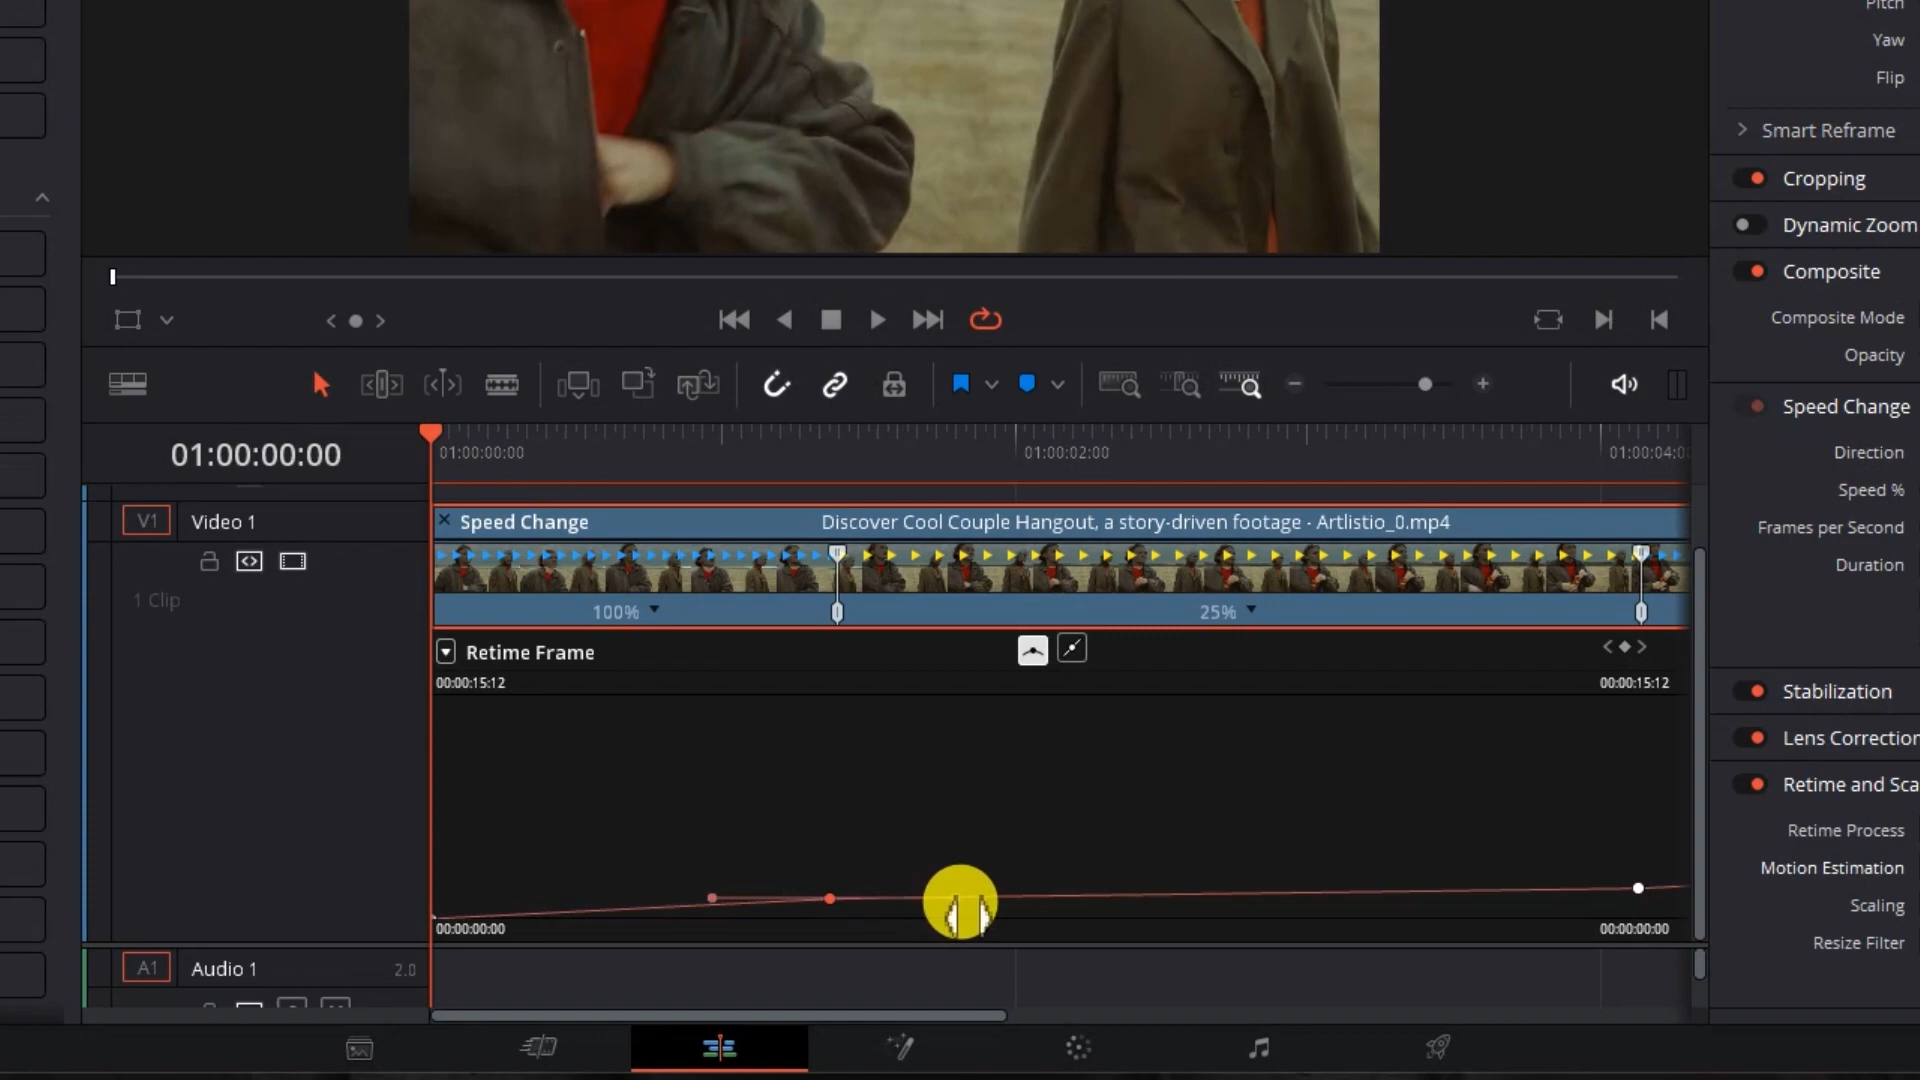 Pitch
Yaw
Flip
Smart Reframe
Cropping
Dynamic Zoom
Composite
Composite Mode
Opacity
Speed Change
Direction
Speed %
Frames per Second
Duration
Stabilization
Lens Correction
Retime and Sca
Retime Process
Motion Estimation
Scaling
Resize Filter
01:00:00:00
01:00:00:00
01:00:02:00
01:00:04:0
V1
Video 1
1 Clip
Speed Change
Discover Cool Couple Hangout, a story-driven footage - Artlistio_0.mp4
100%
25%
Retime Frame
00:00:15:12
00:00:15:12
00:00:00:00
00:00:00:00
A1
Audio 1
2.0